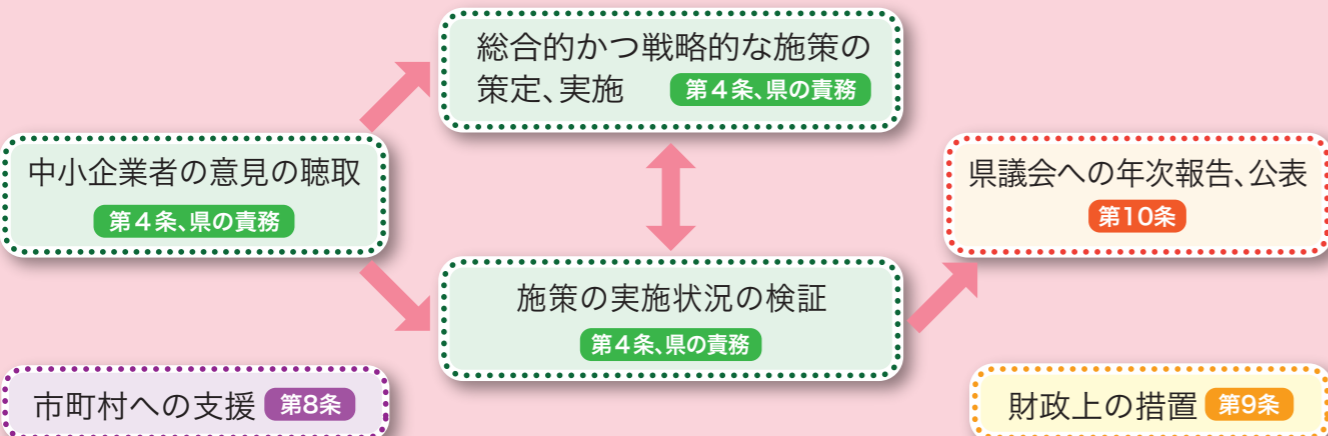 総合的かつ戦略的な施策の
策定、実施 第4条、県の責務
中小企業者の意見の聴取
第4条、県の責務
県議会への年次報告、公表
第10条
施策の実施状況の検証
第4条、県の責務
市町村への支援 第8条
財政上の措置 第9条